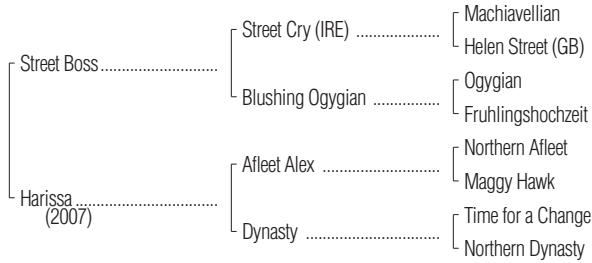 Machiavellian
Street Cry (IRE) ....................
Helen Street (GB)
Street Boss............................
Ogygian
Blushing Ogygian ................
Fruhlingshochzeit
Northern Afleet
Afleet Alex ............................
Maggy Hawk
Harissa ..................................
(2007)
Time for a Change
Dynasty ................................
Northern Dynasty